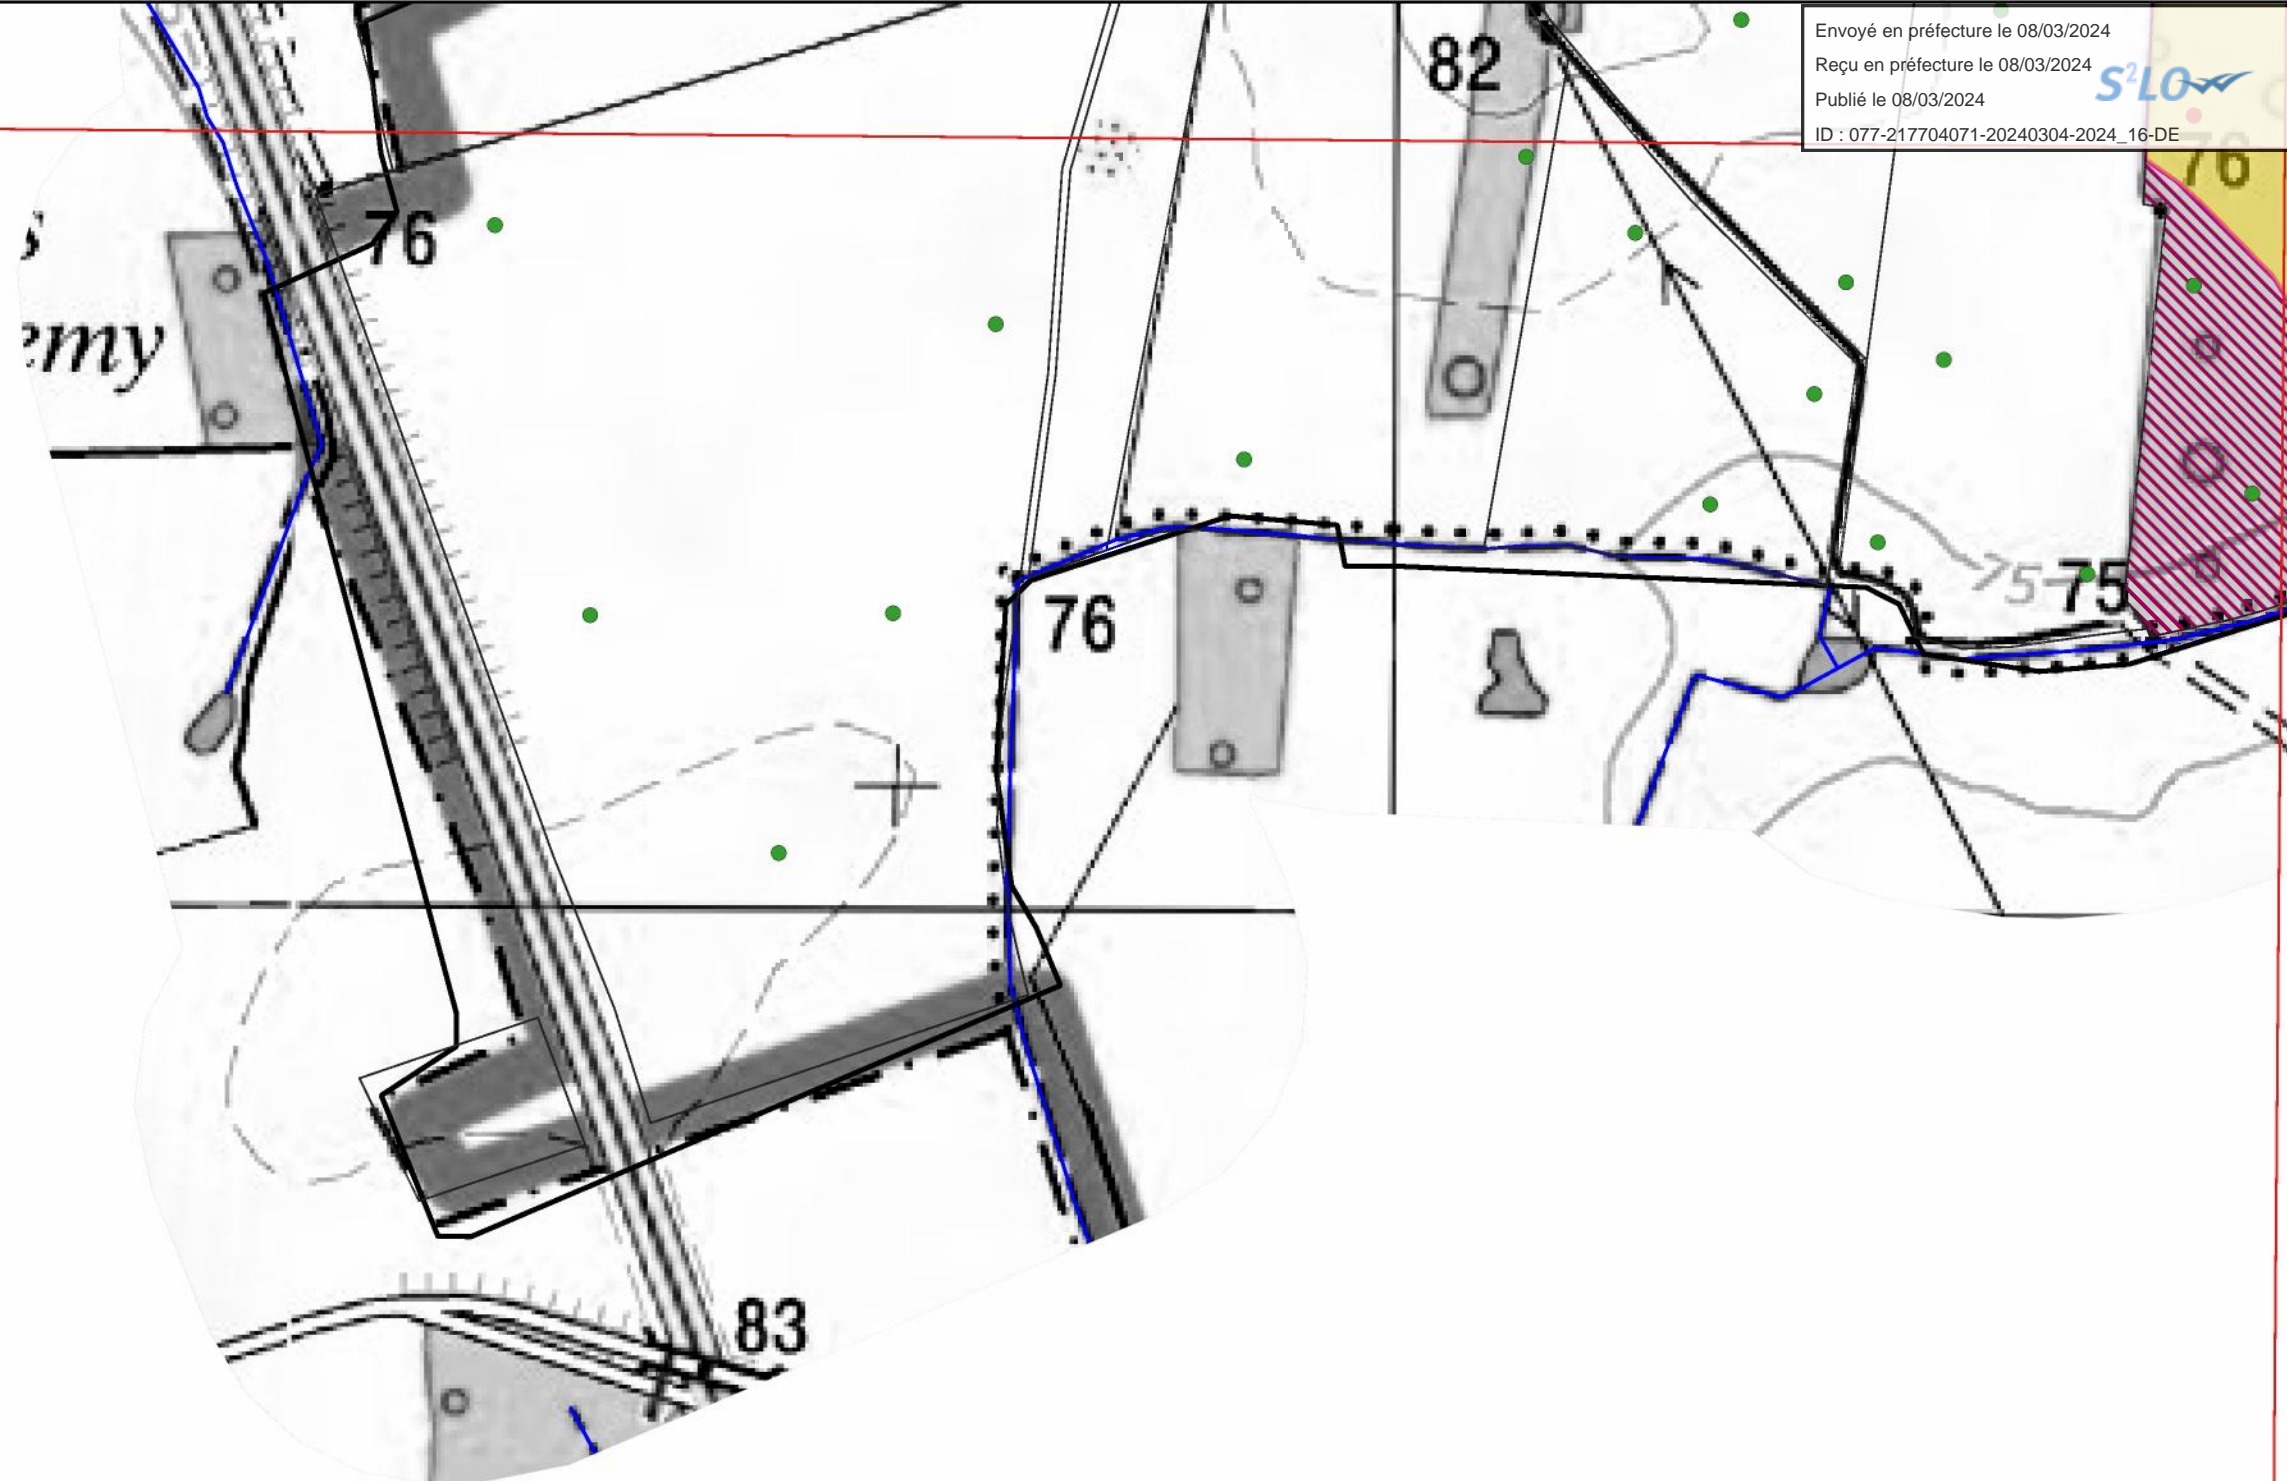 Envoyé en préfecture le 08/03/2024
Reçu en préfecture le 08/03/2024
Publié le 08/03/2024
S²LO
ID : 077-217704071-20240304-2024_16-DE
82
76
76
emy
75
75
76
83